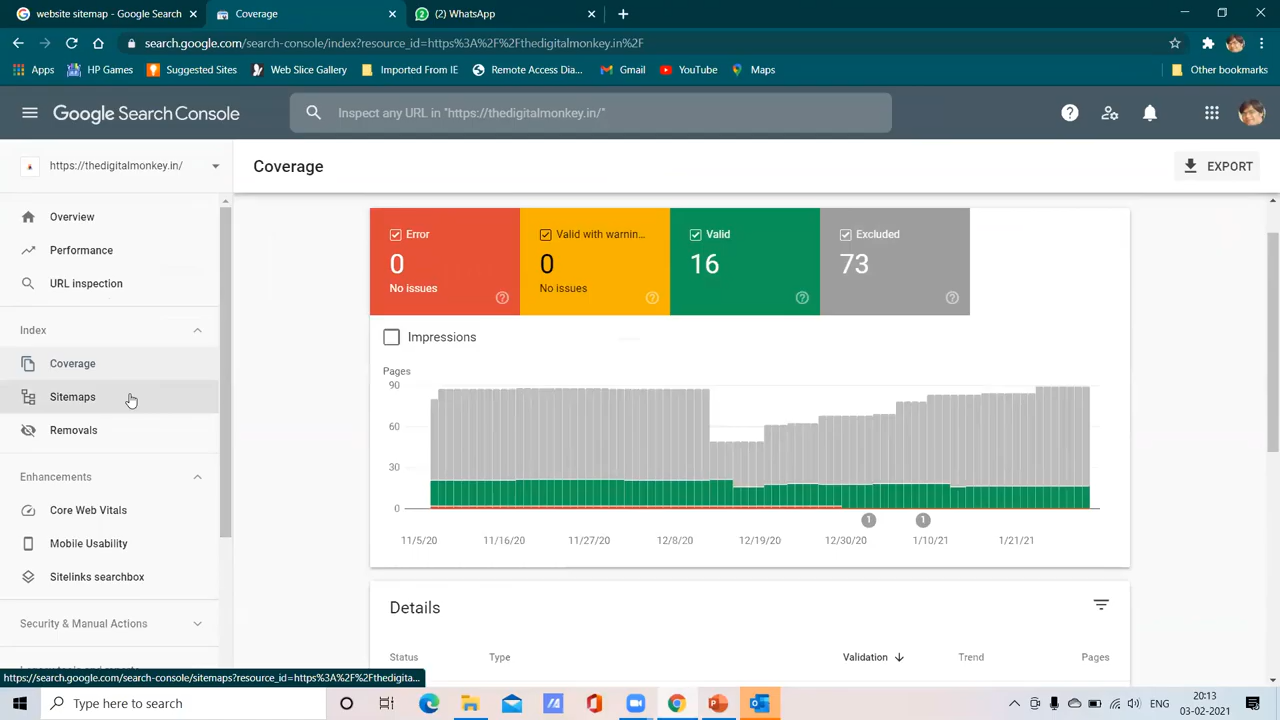 website sitemap - Google Search
Coverage
(2) WhatsApp
search.google.com/search-console/index?resource_id=https%3A%2F%2Fthedigitalmonkey.in%2F
Apps
HP Games
Suggested Sites
Web Slice Gallery
Imported From IE
Remote Access Dia...
Gmail
YouTube
Maps
Other bookmarks
Google Search Console
Inspect any URL in "https://thedigitalmonkey.in/"
https://thedigitalmonkey.in/
Coverage
EXPORT
Overview
Performance
URL inspection
Index
Coverage
Sitemaps
Removals
Enhancements
Core Web Vitals
Mobile Usability
Sitelinks searchbox
Security & Manual Actions
Error
0
No issues
Valid with warnin...
0
No issues
Valid
16
Excluded
73
Impressions
Pages
90
60
30
0
1
1
11/5/20
11/16/20
11/27/20
12/8/20
12/19/20
12/30/20
1/10/21
1/21/21
Details
Status
Type
Validation
Trend
Pages
https://search.google.com/search-console/sitemaps?resource_id=https%3A%2F%2Fthedigita...
Type here to search
20:13
03-02-2021